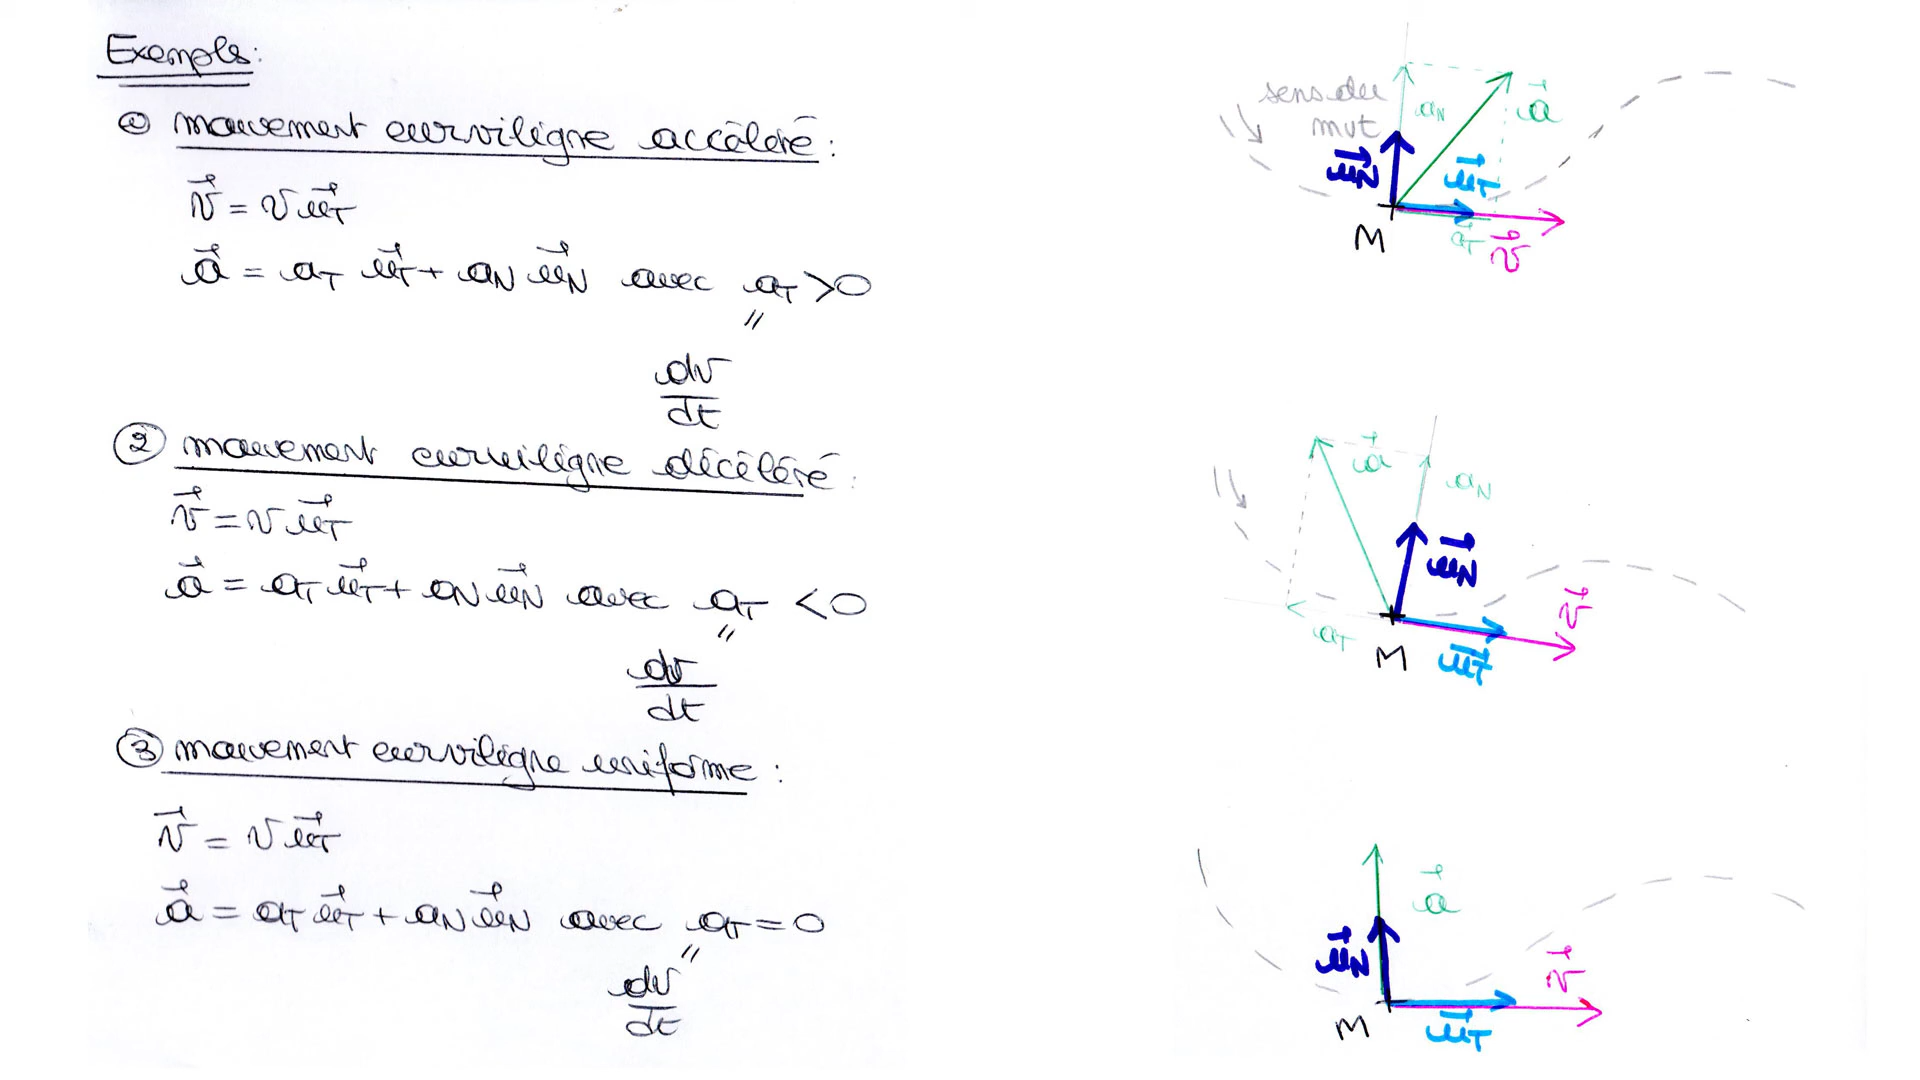 Exemple:
① mouvement curviligne accéléré :
v⃗ = v u⃗T
a⃗ = aT u⃗T + aN u⃗N avec aT > 0
"
dv
dt
② mouvement curviligne décéléré :
v⃗ = v u⃗T
a⃗ = aT u⃗T + aN u⃗N avec aT < 0
"
dv
dt
③ mouvement curviligne uniforme :
v⃗ = v u⃗T
a⃗ = aT u⃗T + aN u⃗N avec aT = 0
"
dv
dt
sens du
mvt
aN
a⃗
u⃗N
u⃗T
M
aT
v⃗
a⃗
aN
u⃗N
v⃗
aT
M
u⃗T
a⃗
u⃗N
v⃗
M
u⃗T